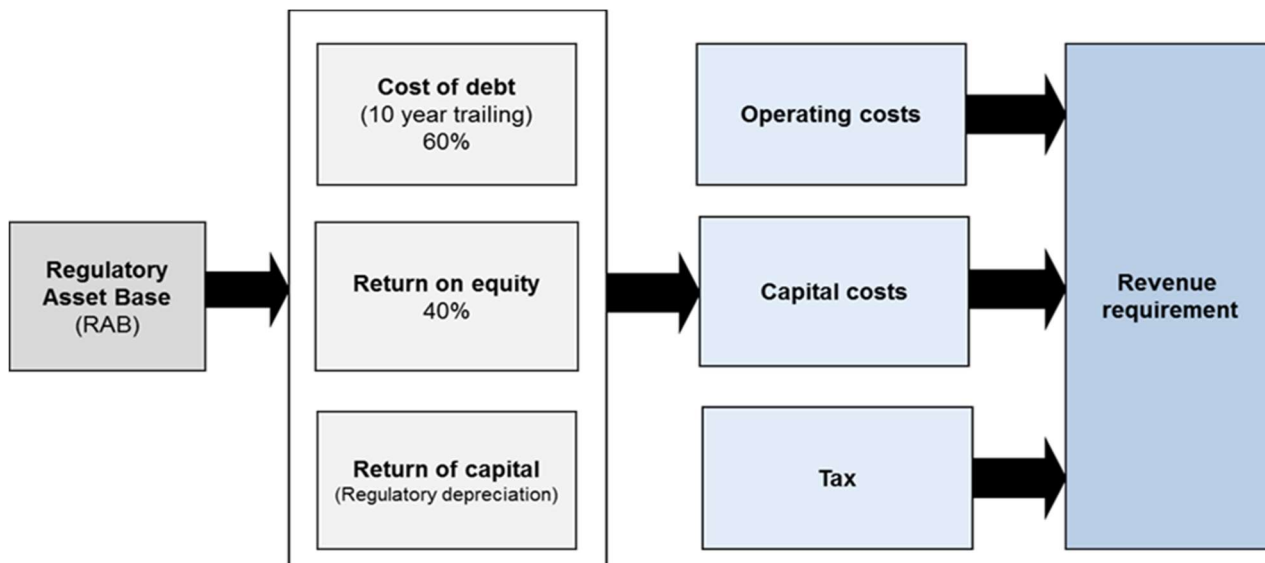 Regulatory
Asset Base
(RAB)
Cost of debt
(10 year trailing)
60%
Return on equity
40%
Return of capital
(Regulatory depreciation)
Operating costs
Capital costs
Tax
Revenue
requirement